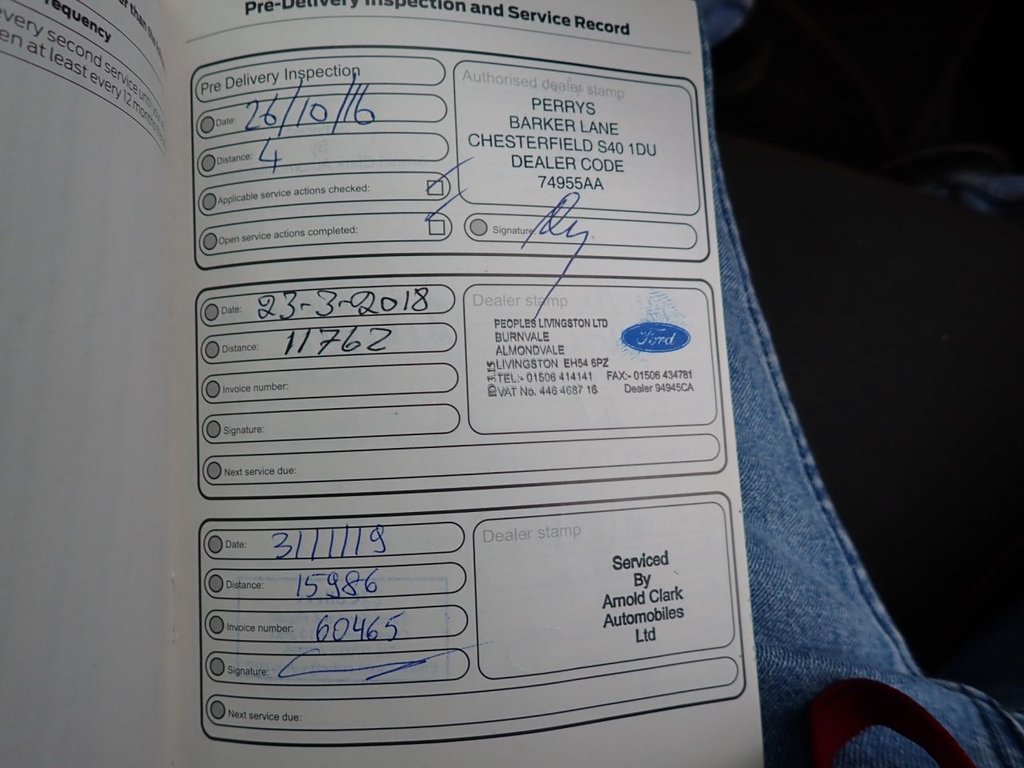 requency
very second service
en at least every 12 months
Pre-Delivery Inspection and Service Record
Pre Delivery Inspection
Date: 26/10/16
Distance: 4
Applicable service actions checked:
Open service actions completed:
Authorised dealer stamp
PERRYS
BARKER LANE
CHESTERFIELD S40 1DU
DEALER CODE
74955AA
Signature
Date: 23-3-2018
Distance: 11762
Invoice number:
Signature:
Next service due:
Dealer stamp
PEOPLES LIVINGSTON LTD
BURNVALE
ALMONDVALE
LIVINGSTON EH54 6PZ
TEL:- 01506 414141 FAX:- 01506 434781
VAT No. 446 4687 16 Dealer 94945CA
Ford
Date: 31/1/19
Distance: 15986
Invoice number: 60465
Signature:
Next service due:
Dealer stamp
Serviced
By
Arnold Clark
Automobiles
Ltd